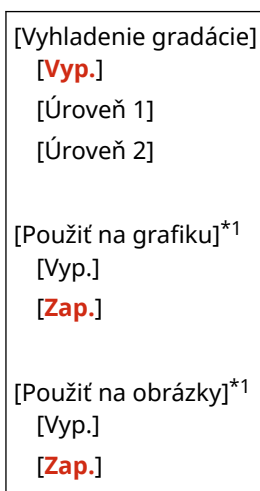 [Vyhladenie gradácie]
[Vyp.]
[Úroveň 1]
[Úroveň 2]
[Použiť na grafiku]*1
[Vyp.]
[Zap.]
[Použiť na obrázky]*1
[Vyp.]
[Zap.]